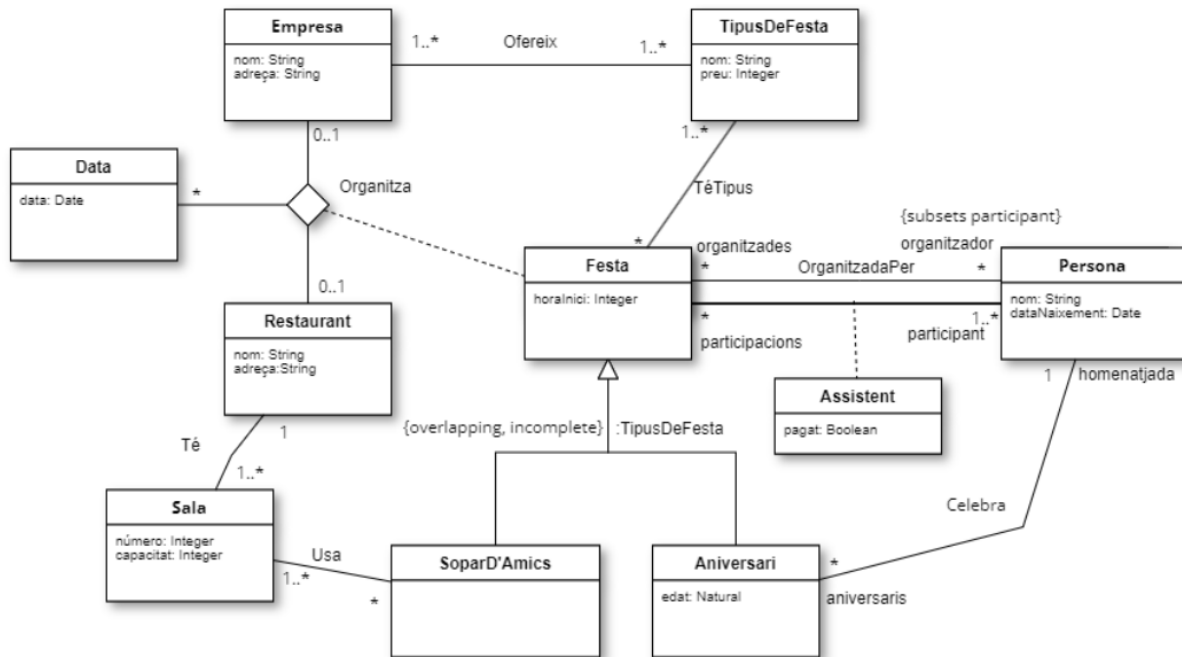 Empresa
nom: String
adreça: String
1..*
Ofereix
1..*
TipusDeFesta
nom: String
preu: Integer
0..1
1..*
Data
data: Date
*
Organitza
TéTipus
{subsets participant}
*
organitzades
organitzador
Festa
horaInici: Integer
*
OrganitzadaPer
*
Persona
nom: String
dataNaixement: Date
0..1
Restaurant
nom: String
adreça:String
*
1..*
participacions
participant
1
homenatjada
Assistent
pagat: Boolean
{overlapping, incomplete}
:TipusDeFesta
1
Té
1..*
Sala
número: Integer
capacitat: Integer
Celebra
Usa
1..*
*
SoparD'Amics
Aniversari
edat: Natural
*
aniversaris